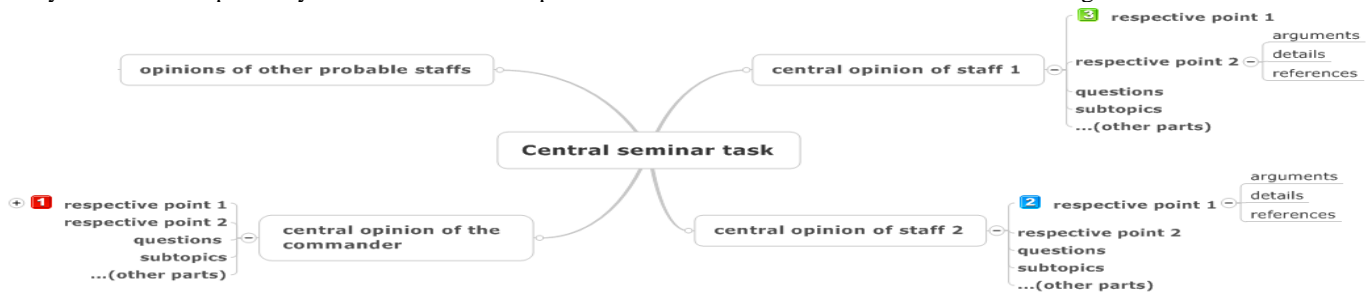 opinions of other probable staffs
Central seminar task
central opinion of staff 1
3 respective point 1
respective point 2
arguments
details
references
questions
subtopics
...(other parts)
central opinion of the
commander
1 respective point 1
respective point 2
questions
subtopics
...(other parts)
central opinion of staff 2
2 respective point 1
arguments
details
references
respective point 2
questions
subtopics
...(other parts)